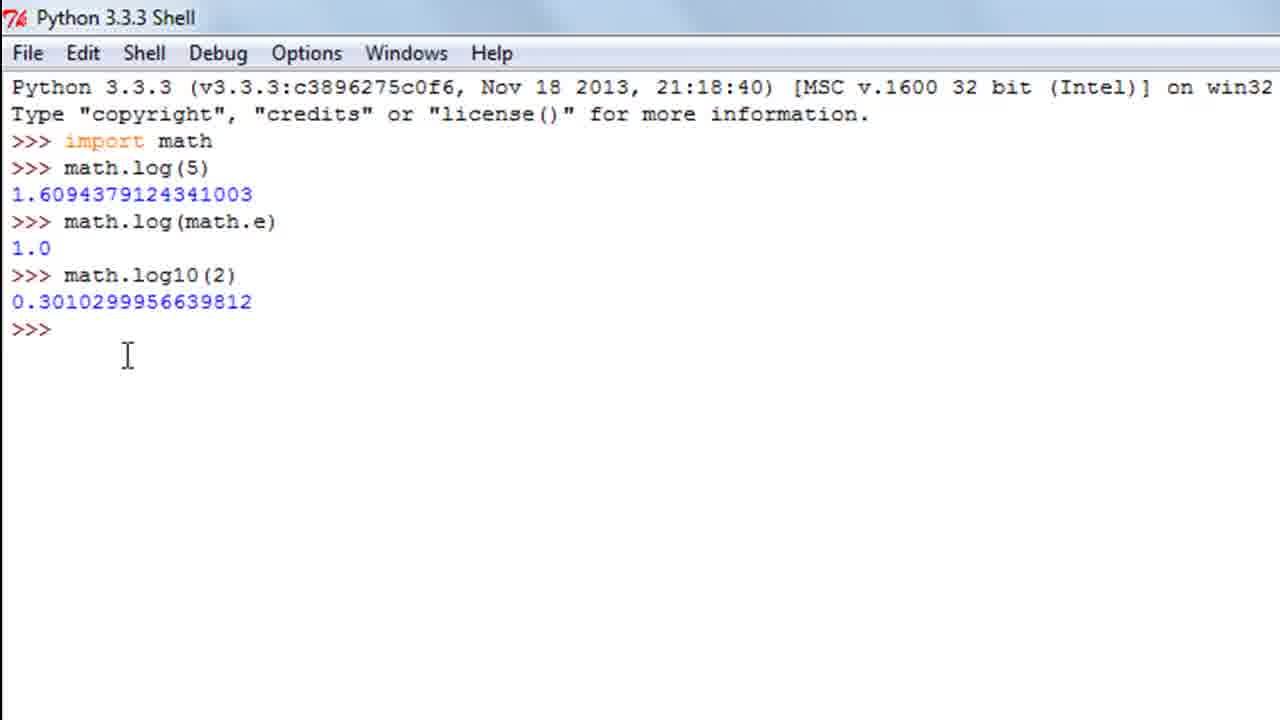 Python 3.3.3 Shell
File Edit Shell Debug Options Windows Help
Python 3.3.3 (v3.3.3:c3896275c0f6, Nov 18 2013, 21:18:40) [MSC v.1600 32 bit (Intel)] on win32
Type "copyright", "credits" or "license()" for more information.
>>> import math
>>> math.log(5)
1.6094379124341003
>>> math.log(math.e)
1.0
>>> math.log10(2)
0.3010299956639812
>>>